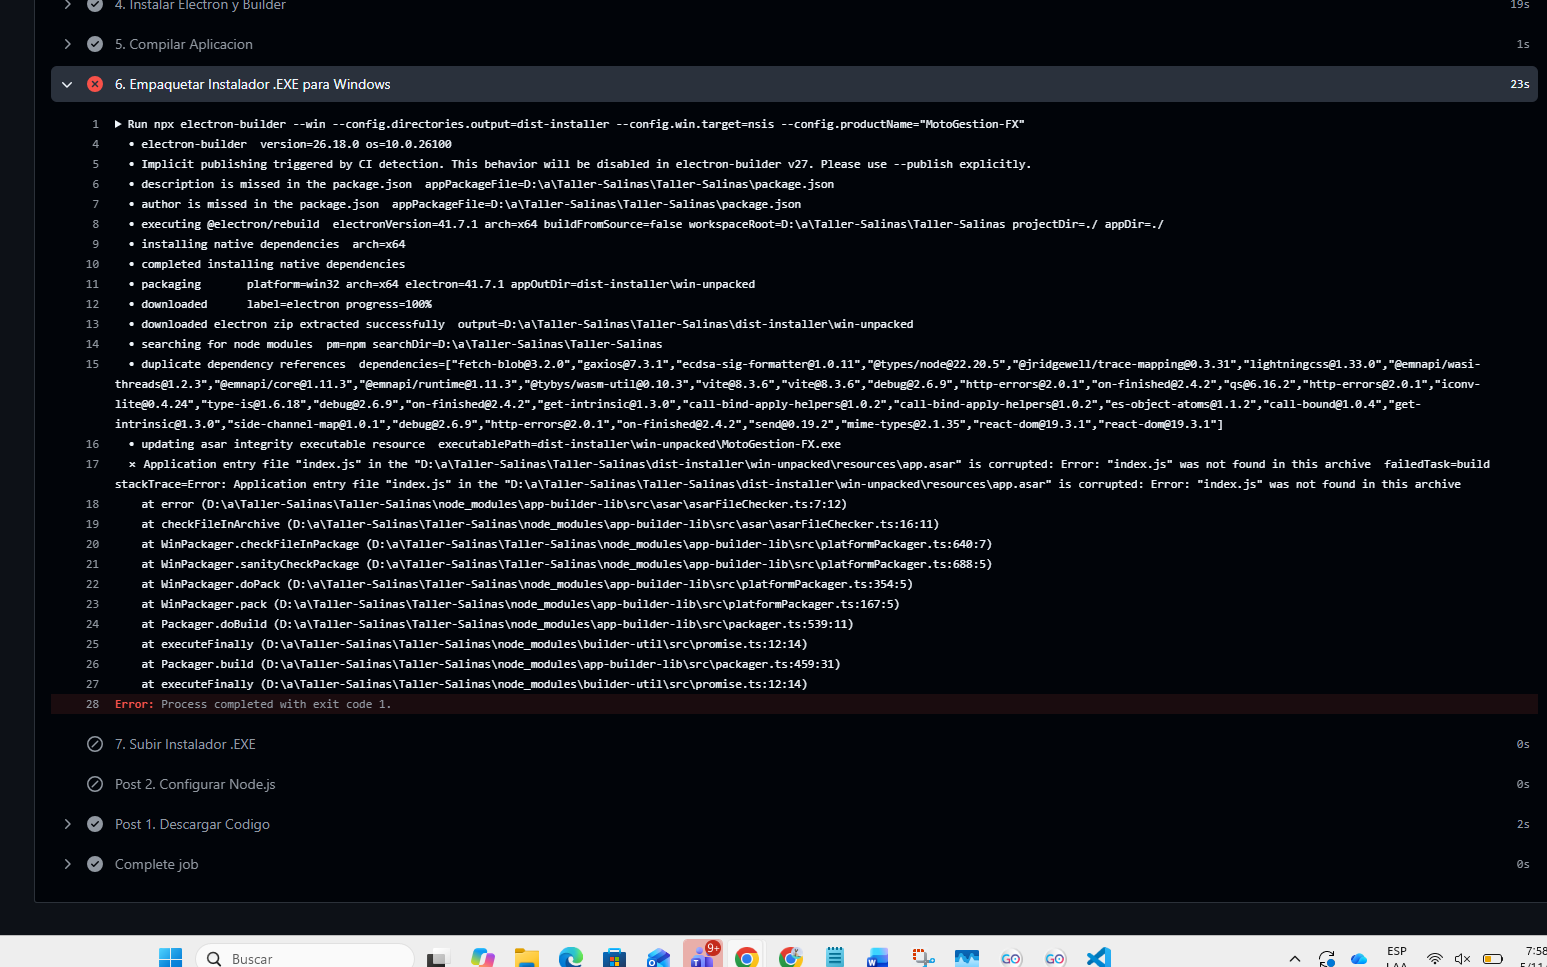 4. Instalar Electron y Builder 19s
5. Compilar Aplicacion 1s
6. Empaquetar Instalador .EXE para Windows 23s
1 Run npx electron-builder --win --config.directories.output=dist-installer --config.win.target=nsis --config.productName="MotoGestion-FX"
4 • electron-builder version=26.18.0 os=10.0.26100
5 • Implicit publishing triggered by CI detection. This behavior will be disabled in electron-builder v27. Please use --publish explicitly.
6 • description is missed in the package.json appPackageFile=D:\a\Taller-Salinas\Taller-Salinas\package.json
7 • author is missed in the package.json appPackageFile=D:\a\Taller-Salinas\Taller-Salinas\package.json
8 • executing @electron/rebuild electronVersion=41.7.1 arch=x64 buildFromSource=false workspaceRoot=D:\a\Taller-Salinas\Taller-Salinas projectDir=./ appDir=./
9 • installing native dependencies arch=x64
10 • completed installing native dependencies
11 • packaging platform=win32 arch=x64 electron=41.7.1 appOutDir=dist-installer\win-unpacked
12 • downloaded label=electron progress=100%
13 • downloaded electron zip extracted successfully output=D:\a\Taller-Salinas\Taller-Salinas\dist-installer\win-unpacked
14 • searching for node modules pm=npm searchDir=D:\a\Taller-Salinas\Taller-Salinas
15 • duplicate dependency references dependencies=["fetch-blob@3.2.0","gaxios@7.3.1","ecdsa-sig-formatter@1.0.11","@types/node@22.20.5","@jridgewell/trace-mapping@0.3.31","lightningcss@1.33.0","@emnapi/wasi-
threads@1.2.3","@emnapi/core@1.11.3","@emnapi/runtime@1.11.3","@tybys/wasm-util@0.10.3","vite@8.3.6","vite@8.3.6","debug@2.6.9","http-errors@2.0.1","on-finished@2.4.2","qs@6.16.2","http-errors@2.0.1","iconv-
lite@0.4.24","type-is@1.6.18","debug@2.6.9","on-finished@2.4.2","get-intrinsic@1.3.0","call-bind-apply-helpers@1.0.2","call-bind-apply-helpers@1.0.2","es-object-atoms@1.1.2","call-bound@1.0.4","get-
intrinsic@1.3.0","side-channel-map@1.0.1","debug@2.6.9","http-errors@2.0.1","on-finished@2.4.2","send@0.19.2","mime-types@2.1.35","react-dom@19.3.1","react-dom@19.3.1"]
16 • updating asar integrity executable resource executablePath=dist-installer\win-unpacked\MotoGestion-FX.exe
17 ⨯ Application entry file "index.js" in the "D:\a\Taller-Salinas\Taller-Salinas\dist-installer\win-unpacked\resources\app.asar" is corrupted: Error: "index.js" was not found in this archive failedTask=build
stackTrace=Error: Application entry file "index.js" in the "D:\a\Taller-Salinas\Taller-Salinas\dist-installer\win-unpacked\resources\app.asar" is corrupted: Error: "index.js" was not found in this archive
18 at error (D:\a\Taller-Salinas\Taller-Salinas\node_modules\app-builder-lib\src\asar\asarFileChecker.ts:7:12)
19 at checkFileInArchive (D:\a\Taller-Salinas\Taller-Salinas\node_modules\app-builder-lib\src\asar\asarFileChecker.ts:16:11)
20 at WinPackager.checkFileInPackage (D:\a\Taller-Salinas\Taller-Salinas\node_modules\app-builder-lib\src\platformPackager.ts:640:7)
21 at WinPackager.sanityCheckPackage (D:\a\Taller-Salinas\Taller-Salinas\node_modules\app-builder-lib\src\platformPackager.ts:688:5)
22 at WinPackager.doPack (D:\a\Taller-Salinas\Taller-Salinas\node_modules\app-builder-lib\src\platformPackager.ts:354:5)
23 at WinPackager.pack (D:\a\Taller-Salinas\Taller-Salinas\node_modules\app-builder-lib\src\platformPackager.ts:167:5)
24 at Packager.doBuild (D:\a\Taller-Salinas\Taller-Salinas\node_modules\app-builder-lib\src\packager.ts:539:11)
25 at executeFinally (D:\a\Taller-Salinas\Taller-Salinas\node_modules\builder-util\src\promise.ts:12:14)
26 at Packager.build (D:\a\Taller-Salinas\Taller-Salinas\node_modules\app-builder-lib\src\packager.ts:459:31)
27 at executeFinally (D:\a\Taller-Salinas\Taller-Salinas\node_modules\builder-util\src\promise.ts:12:14)
28 Error: Process completed with exit code 1.
7. Subir Instalador .EXE 0s
Post 2. Configurar Node.js 0s
Post 1. Descargar Codigo 2s
Complete job 0s
Buscar
9+
GO
GO
ESP
7:58